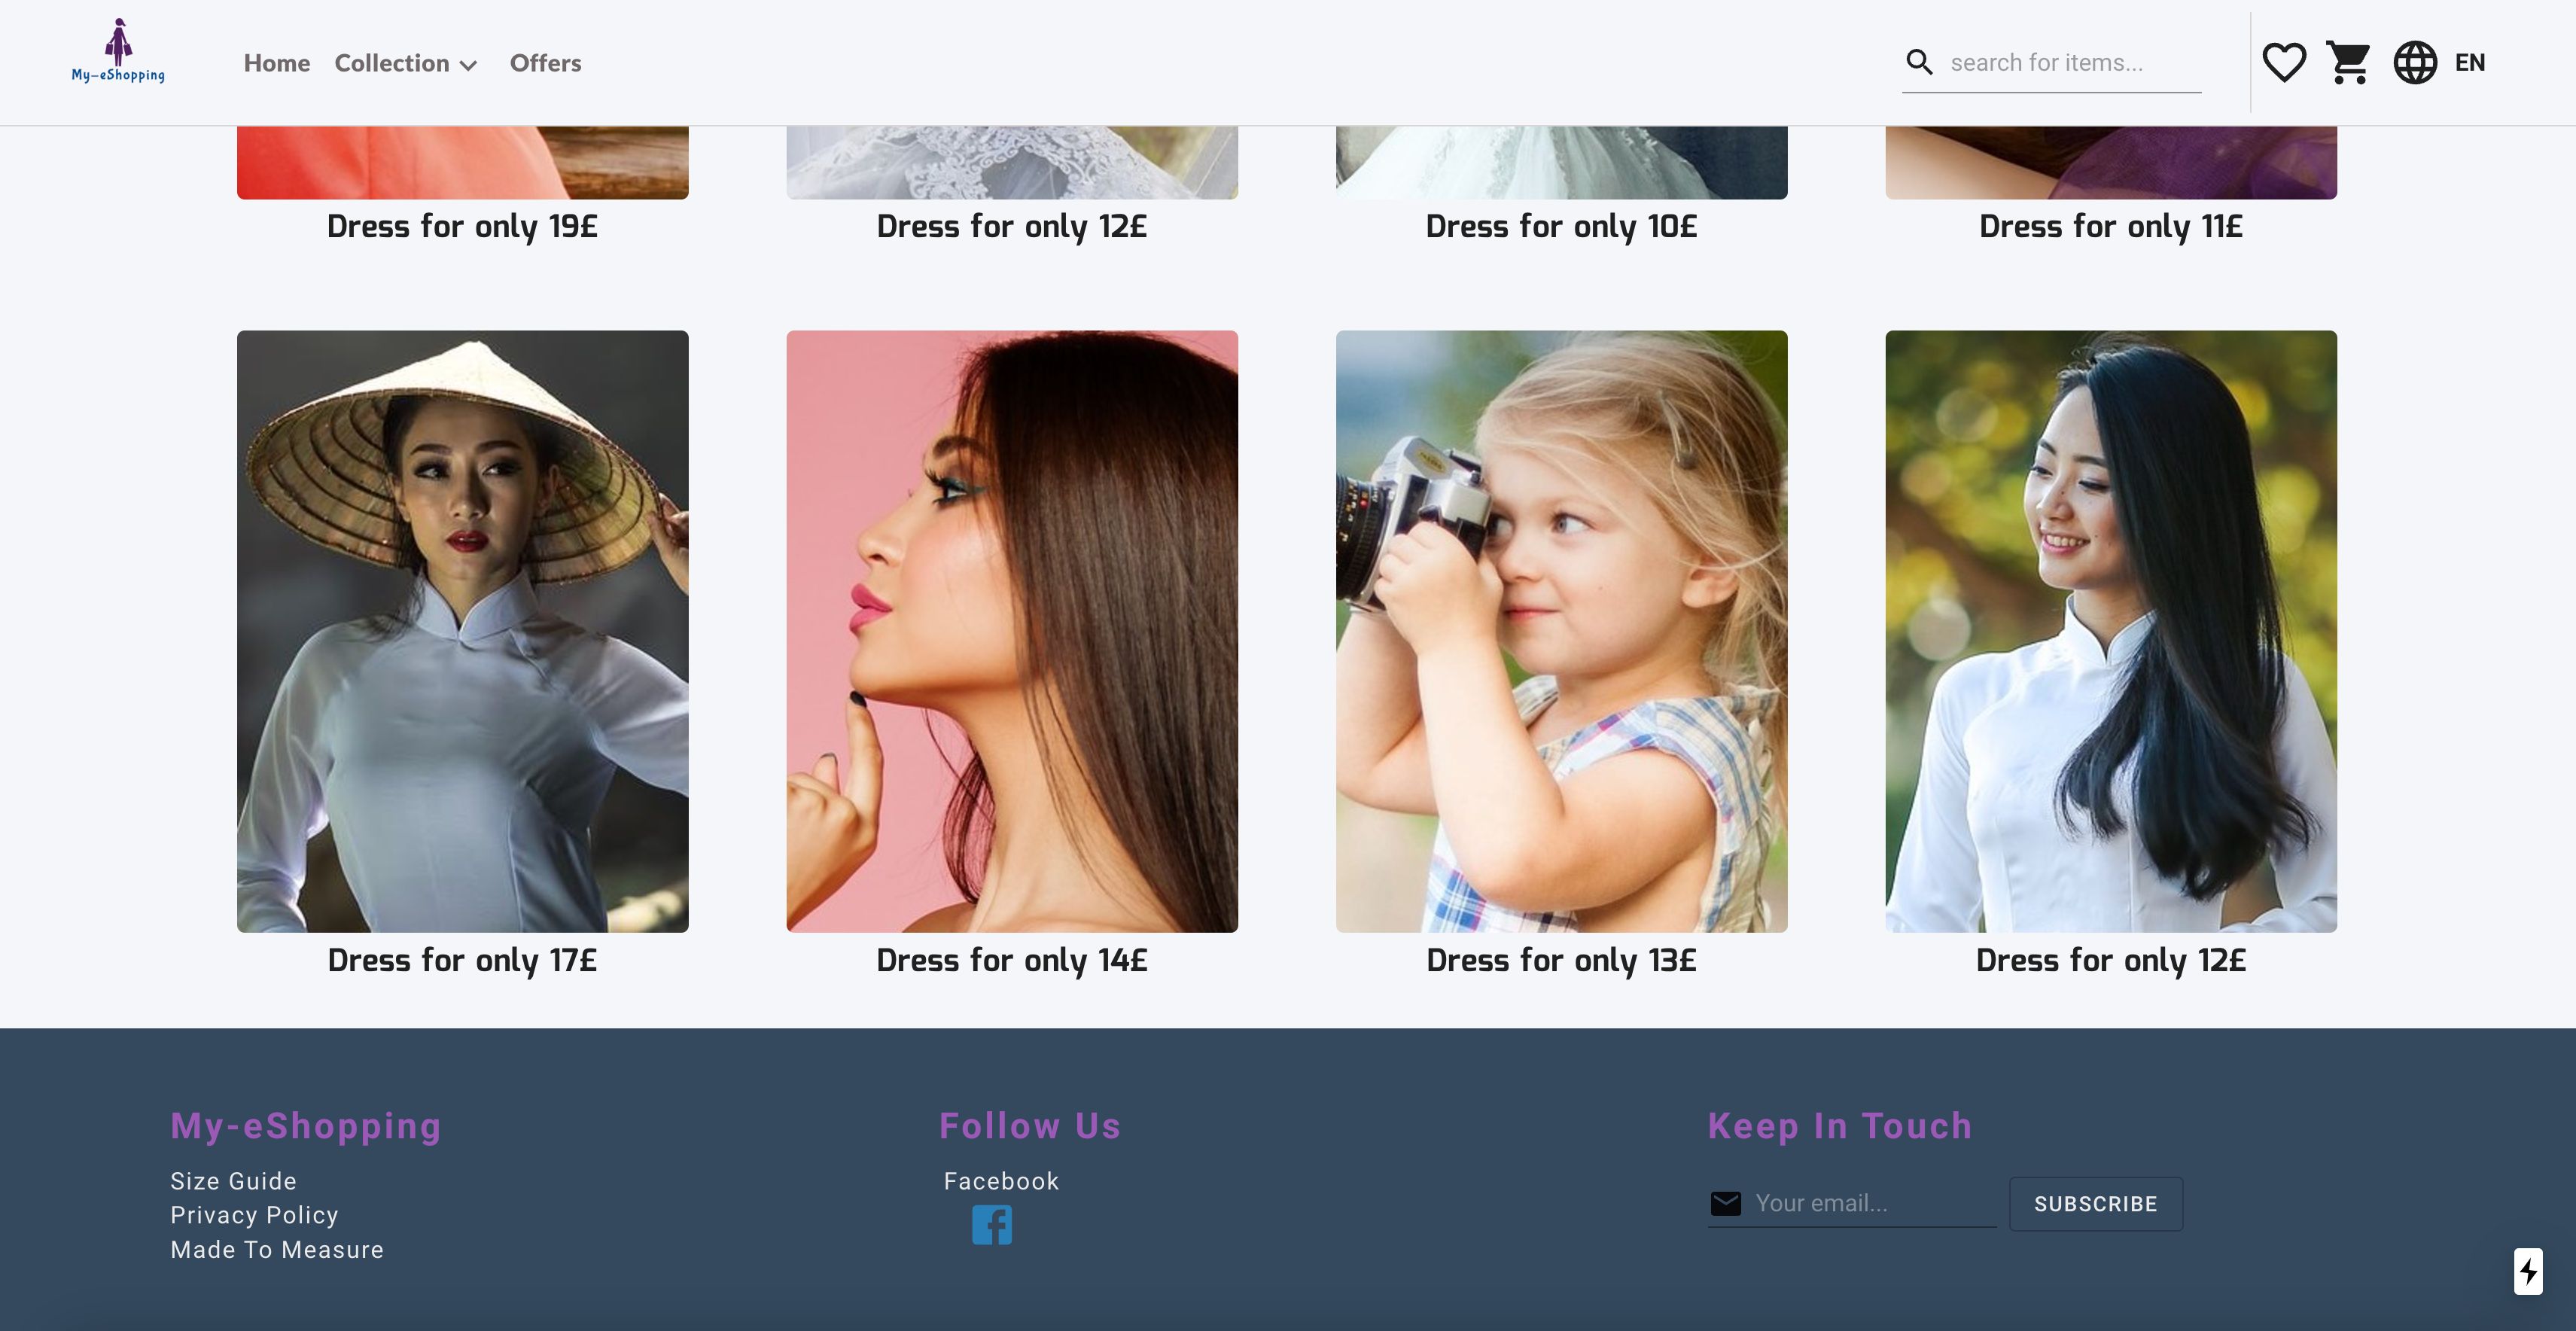 My-eShopping
Home Collection Offers
search for items...
EN
Dress for only 19£
Dress for only 12£
Dress for only 10£
Dress for only 11£
Dress for only 17£
Dress for only 14£
Dress for only 13£
Dress for only 12£
My-eShopping
Size Guide
Privacy Policy
Made To Measure
Follow Us
Facebook
Keep In Touch
Your email...
SUBSCRIBE